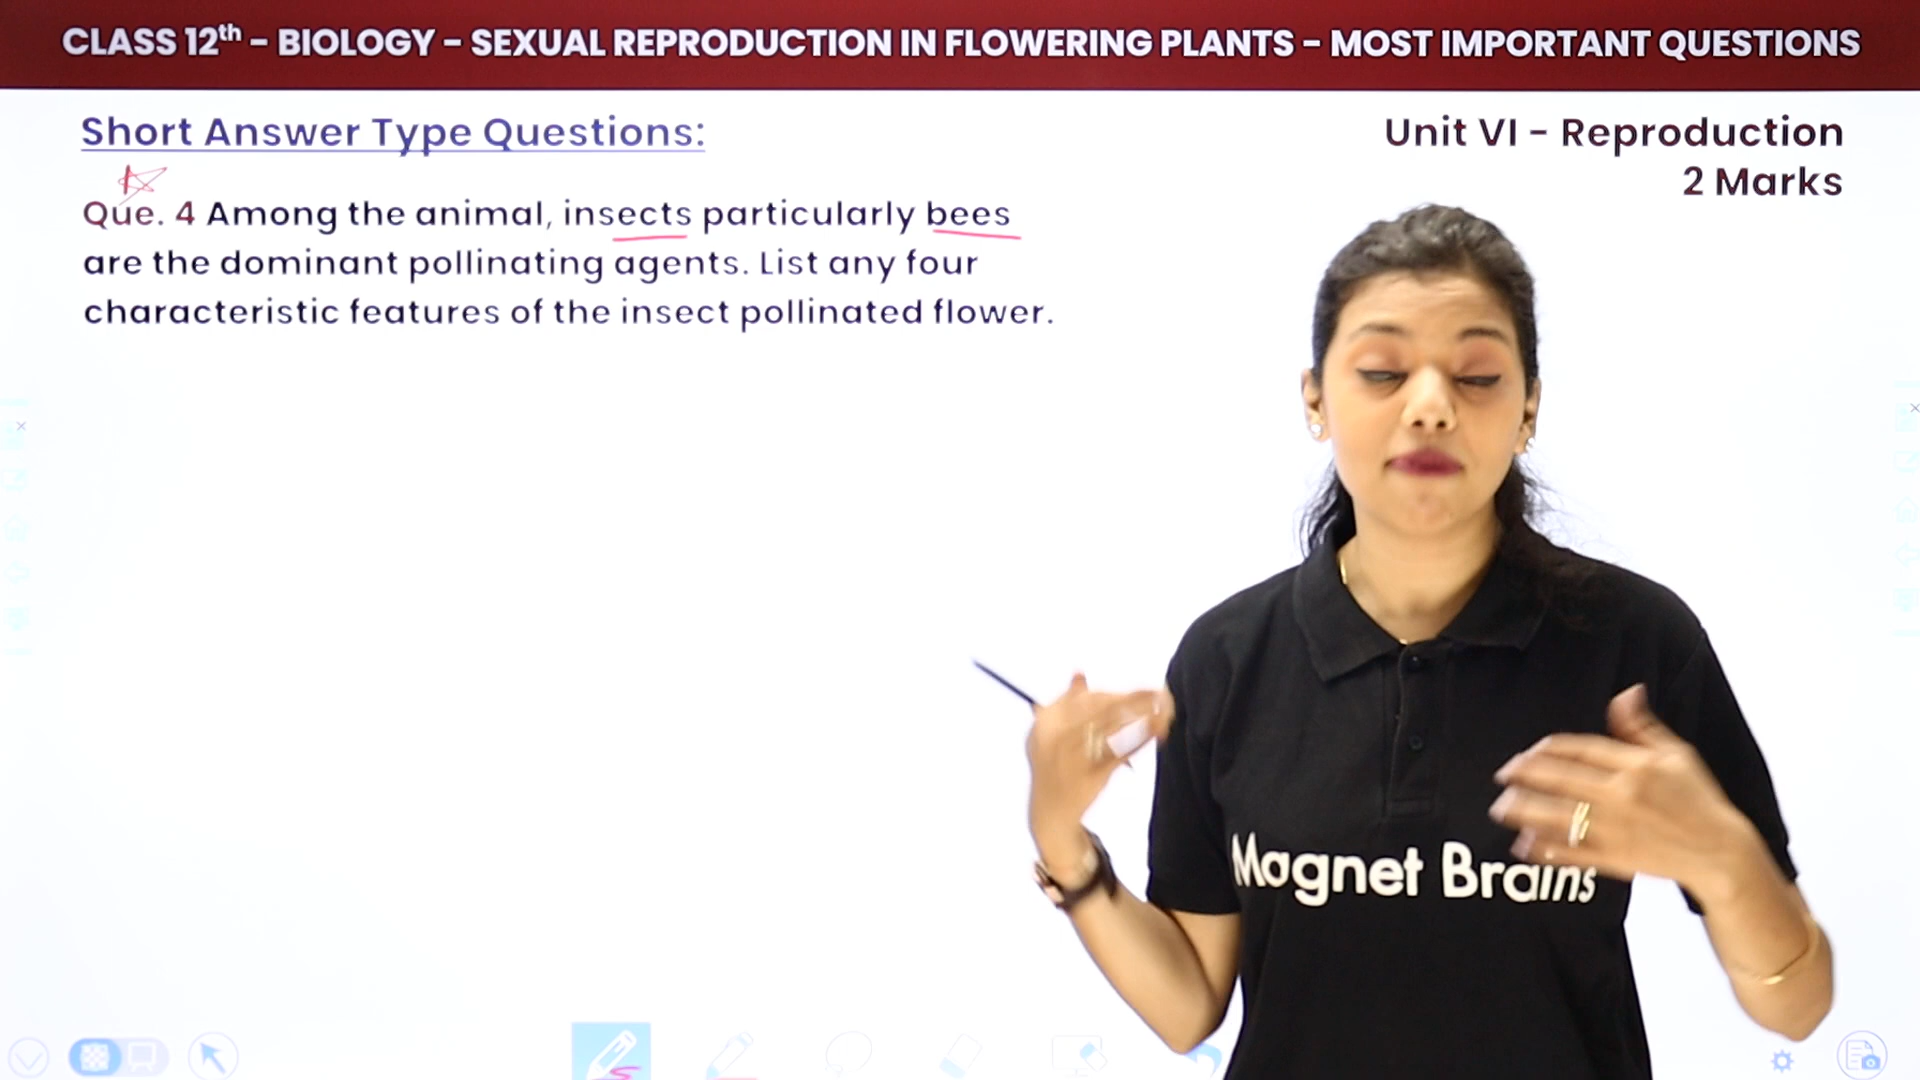 CLASS 12th - BIOLOGY - SEXUAL REPRODUCTION IN FLOWERING PLANTS - MOST IMPORTANT QUESTIONS
Short Answer Type Questions:
Unit VI - Reproduction
2 Marks
Que. 4 Among the animal, insects particularly bees
are the dominant pollinating agents. List any four
characteristic features of the insect pollinated flower.
Magnet Brains